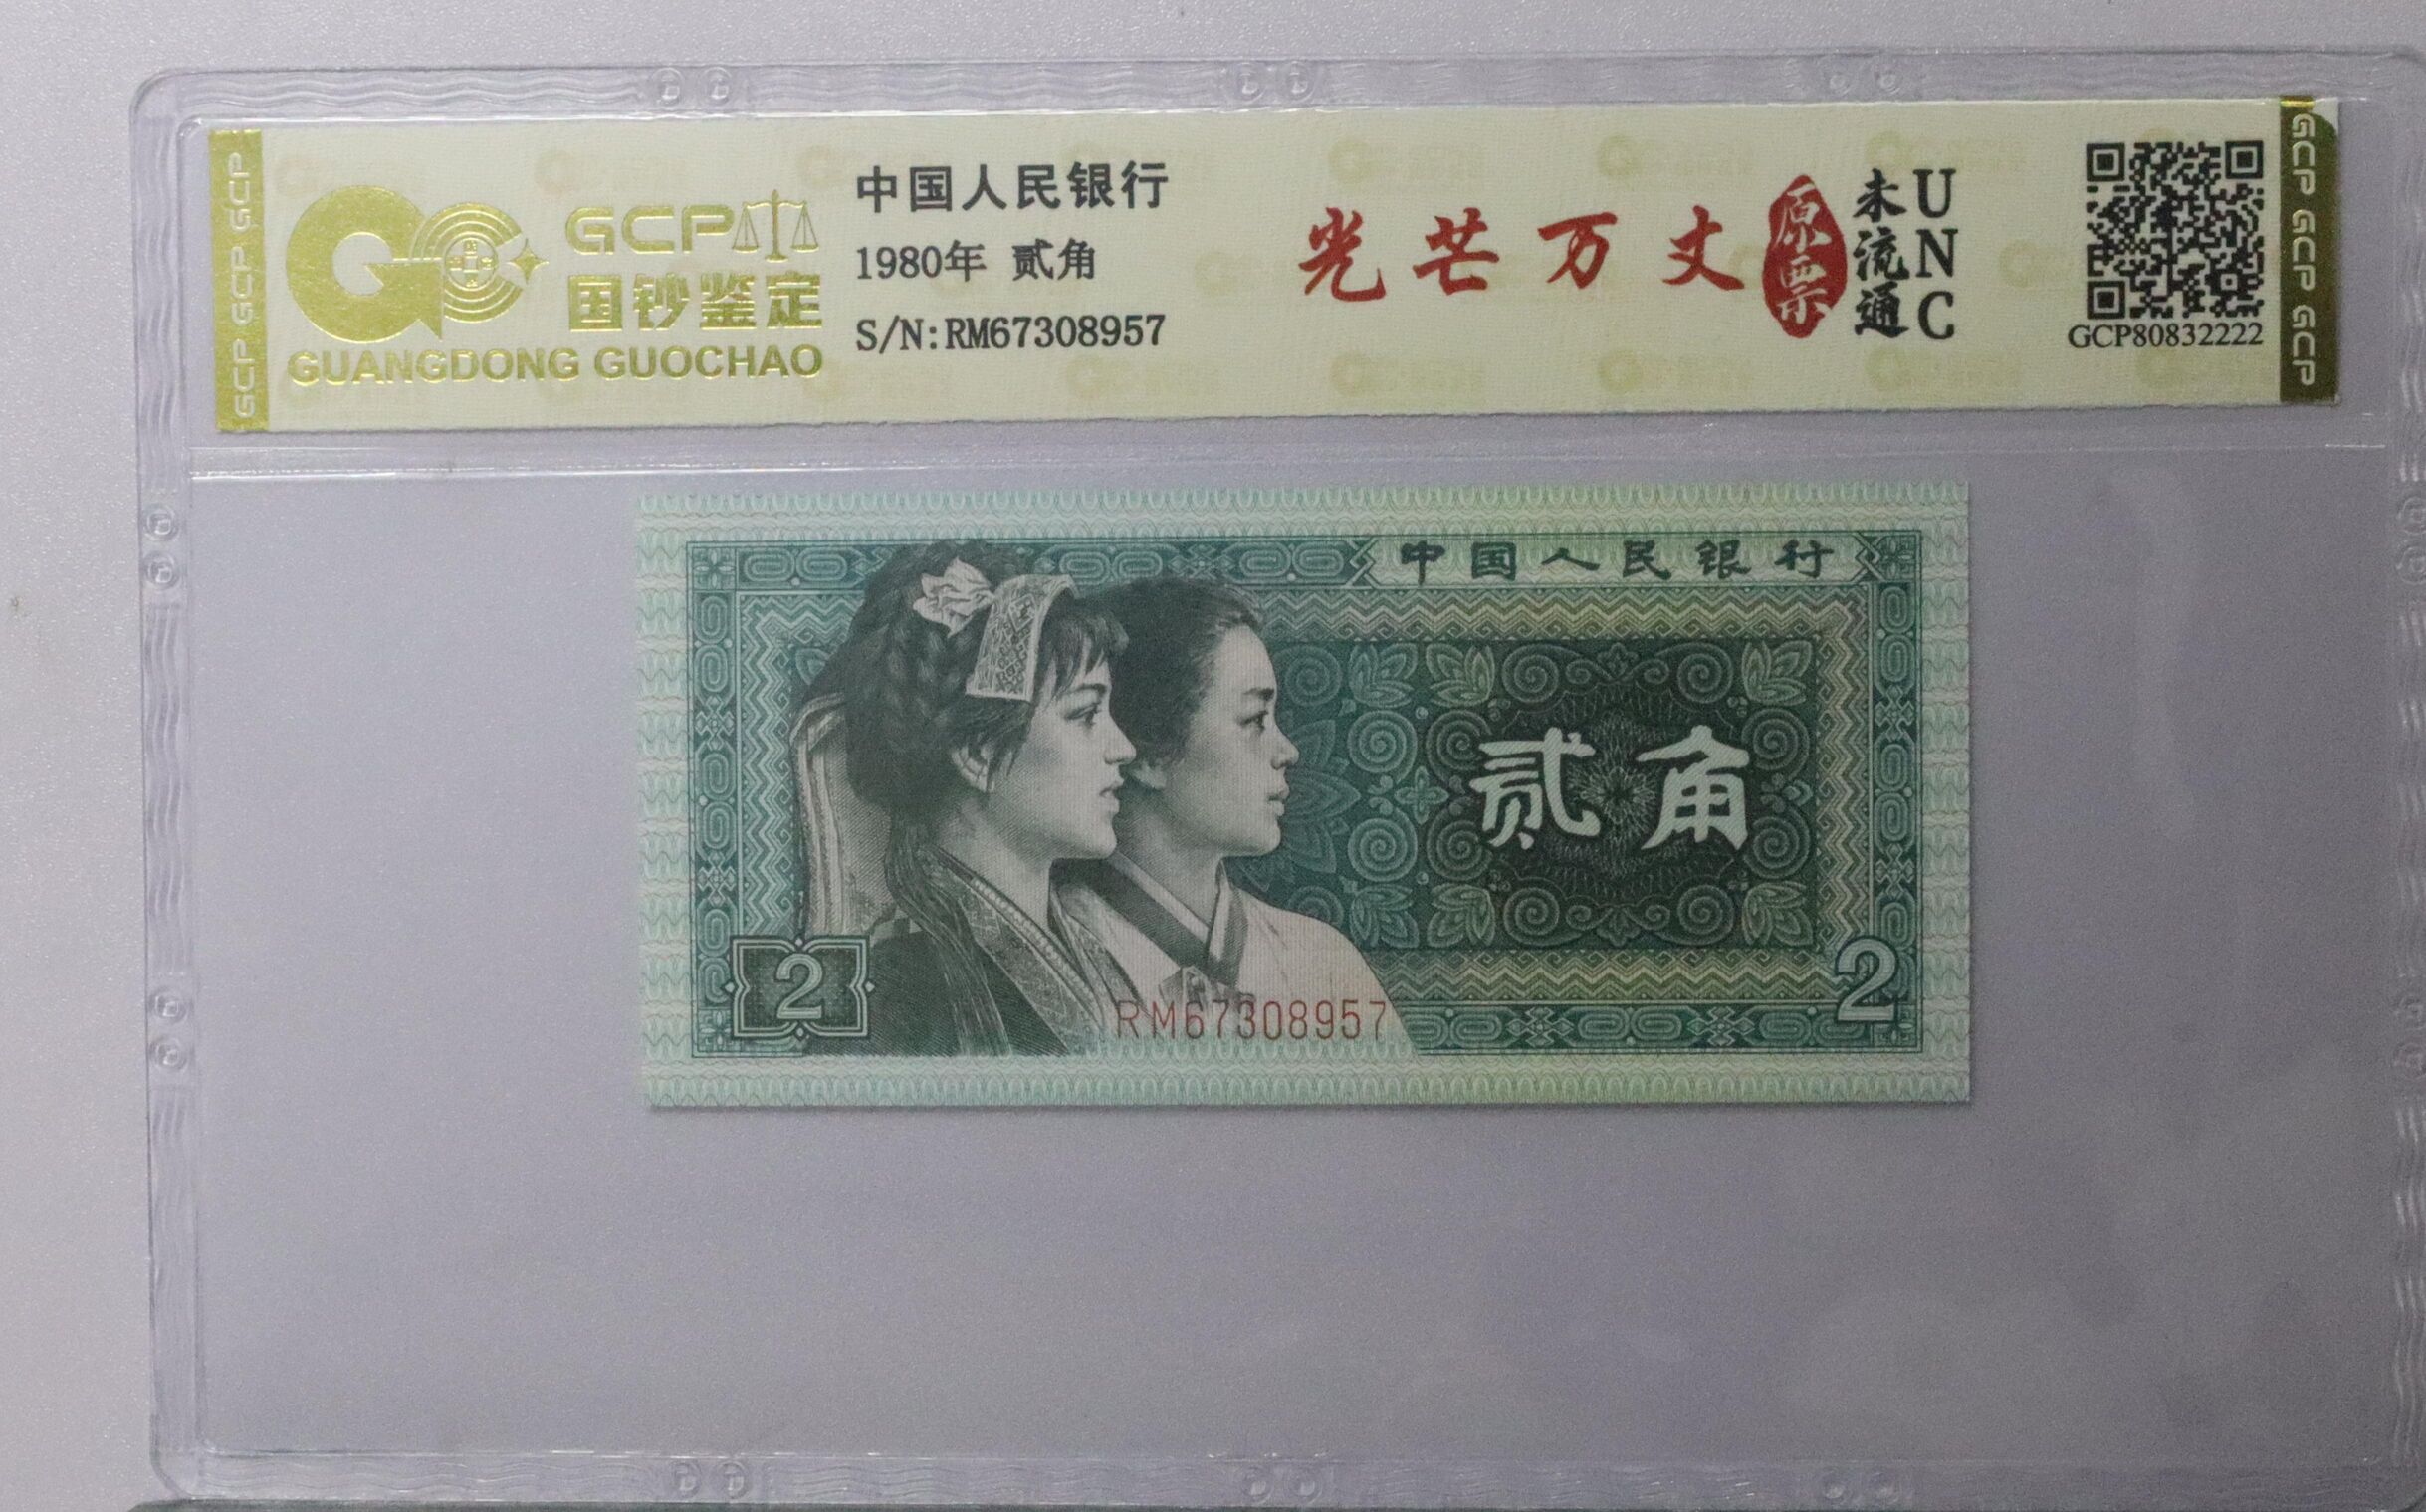 GCP GCP GCP
GCP
国钞鉴定
GUANGDONG GUOCHAO
中国人民银行
1980年 贰角
S/N:RM67308957
光芒万丈
原票
未流通
UNC
GCP80832222
GCP GCP GCP
中国人民银行
贰角
2
RM67308957
2